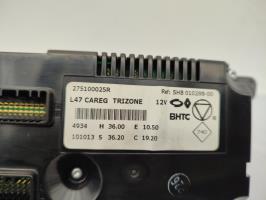 275100025R
Ref: 5HB 010288-00
L47 CAREG TRIZONE
12V
BHTC
4934 H 36.00 E 10.50
101013 S 36.20 C 19.20